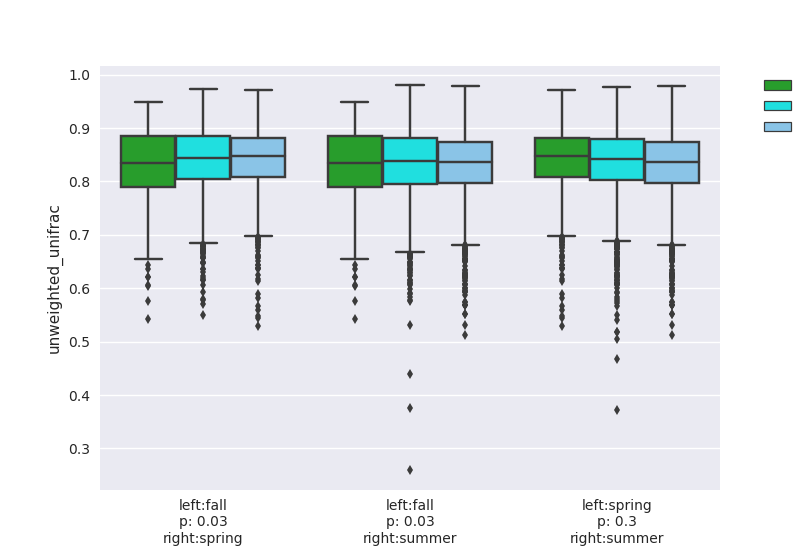 1.0
0.9
0.8
0.7
0.6
0.5
0.4
0.3
unweighted_unifrac
left:fall
p: 0.03
right:spring
left:fall
p: 0.03
right:summer
left:spring
p: 0.3
right:summer